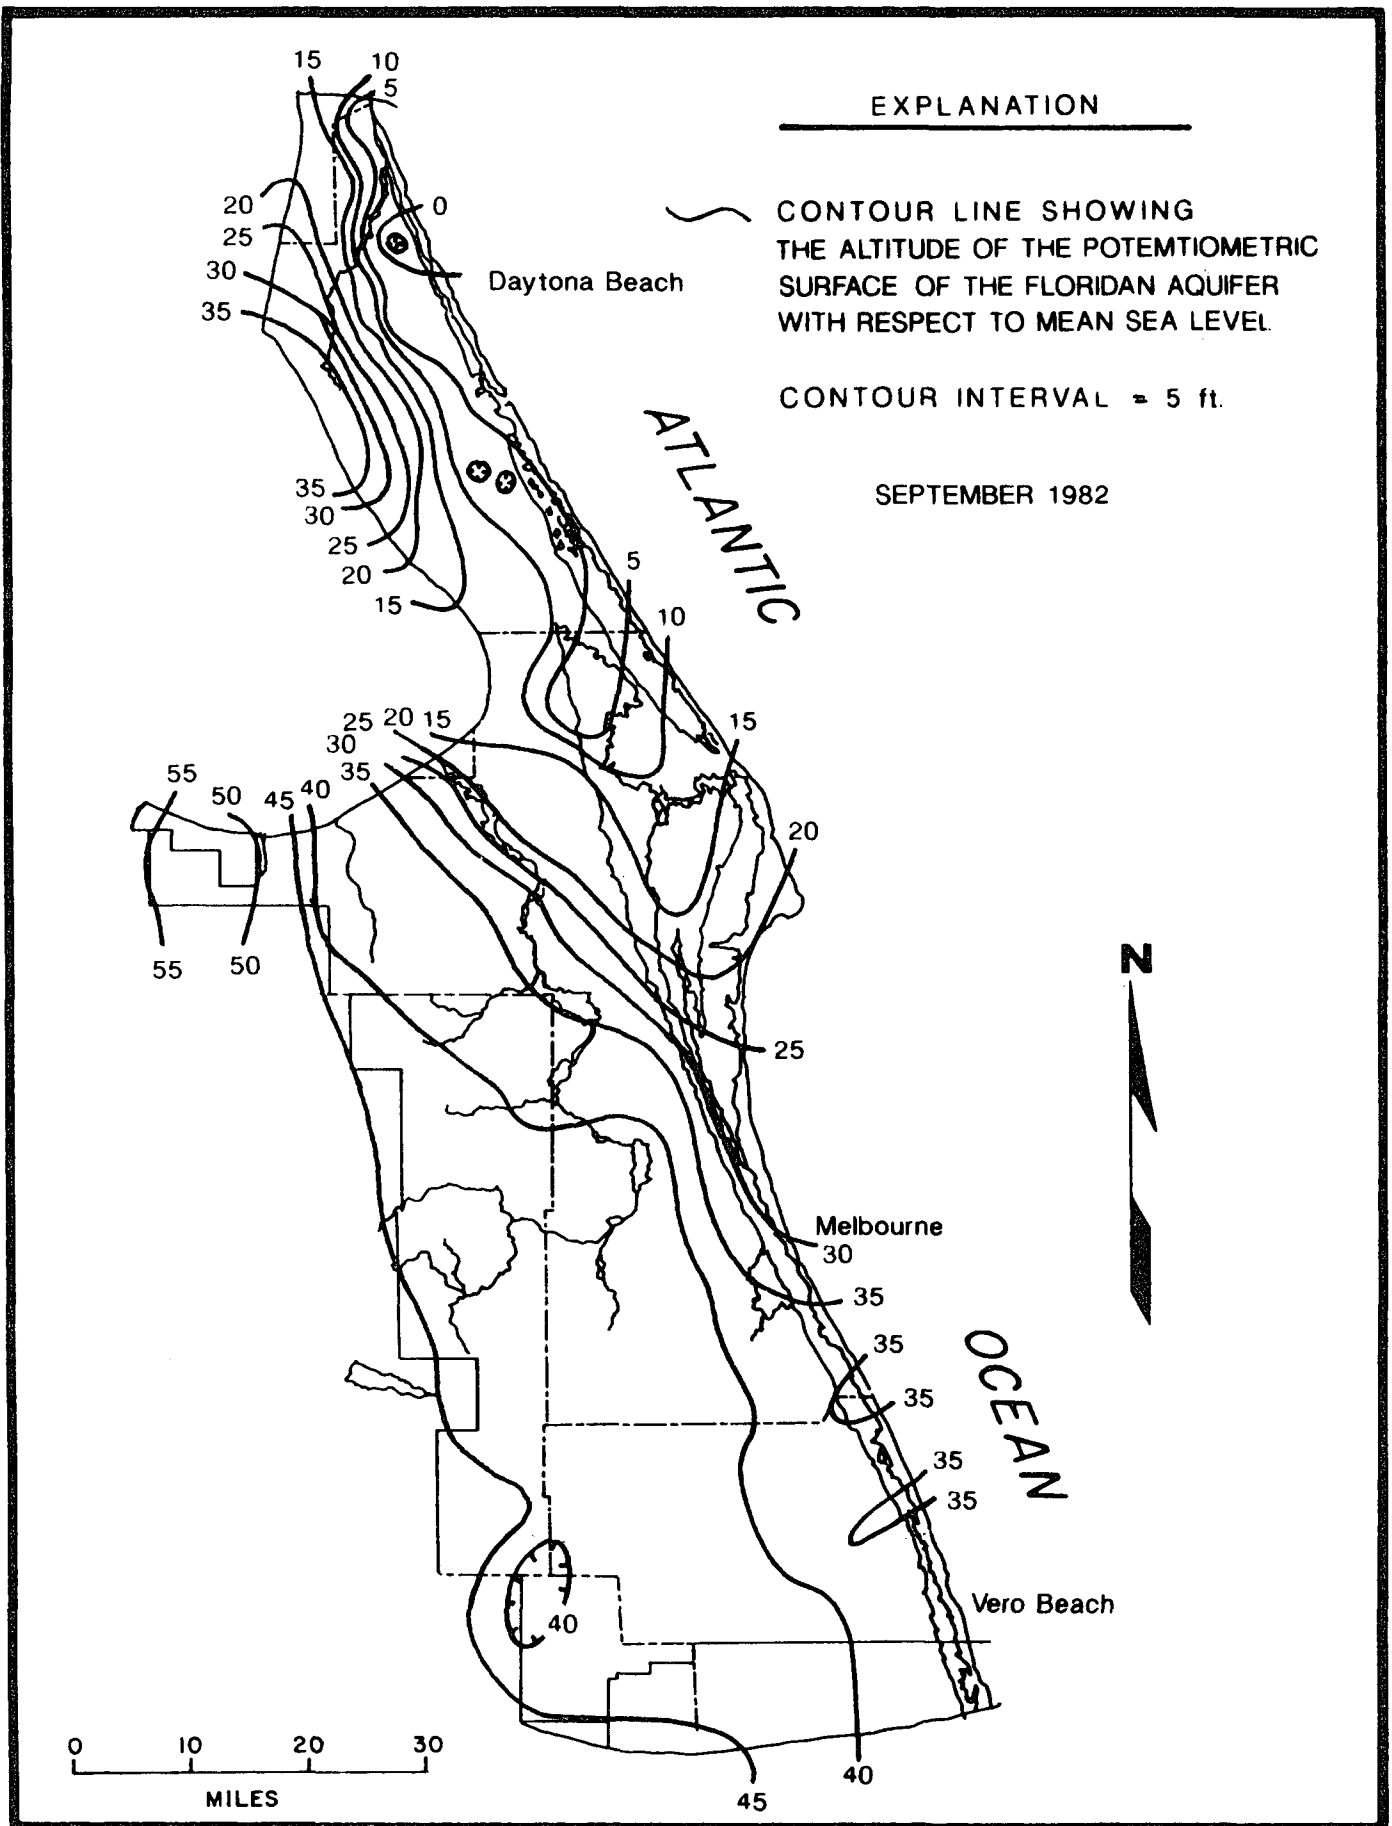 EXPLANATION
CONTOUR LINE SHOWING
THE ALTITUDE OF THE POTEMTIOMETRIC
SURFACE OF THE FLORIDAN AQUIFER
WITH RESPECT TO MEAN SEA LEVEL.
CONTOUR INTERVAL = 5 ft.
SEPTEMBER 1982
15
10
5
20
0
25
30
35
Daytona Beach
ATLANTIC
35
30
25
20
15
5
10
25 20 15
30
35
15
55
50
45 40
20
55
50
N
25
Melbourne
30
35
35
OCEAN
35
35
35
Vero Beach
40
0 10 20 30
MILES
45
40